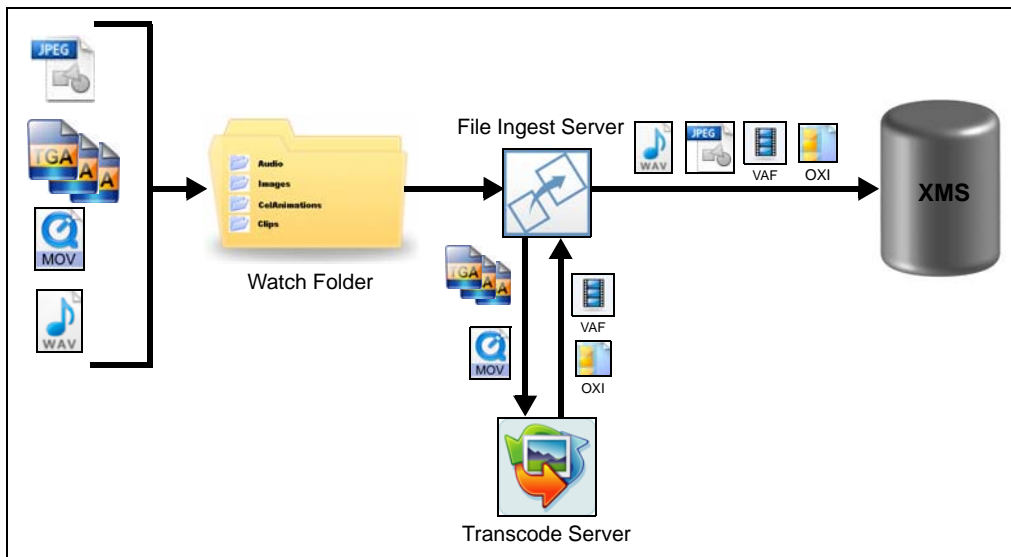 JPEG
TGA
A
A
MOV
WAV
Audio
Images
CelAnimations
Clips
Watch Folder
File Ingest Server
WAV
JPEG
VAF
OXI
XMS
TGA
A
A
MOV
VAF
OXI
Transcode Server